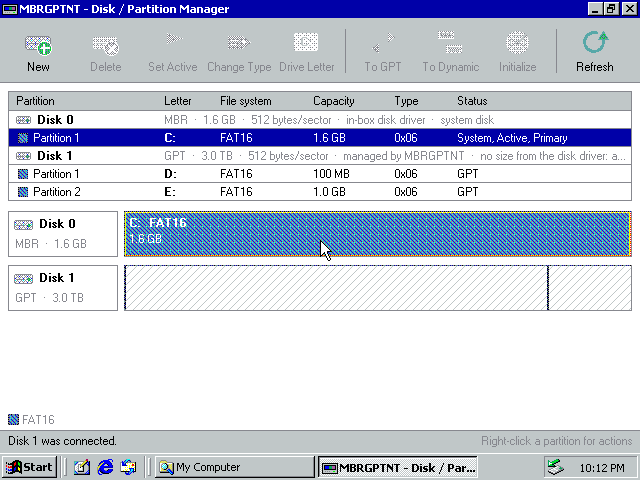 MBRGPTNT - Disk / Partition Manager
New Delete Set Active Change Type Drive Letter To GPT To Dynamic Initialize Refresh
Partition Letter File system Capacity Type Status
Disk 0 MBR · 1.6 GB · 512 bytes/sector · in-box disk driver · system disk
Partition 1 C: FAT16 1.6 GB 0x06 System, Active, Primary
Disk 1 GPT · 3.0 TB · 512 bytes/sector · managed by MBRGPTNT · no size from the disk driver: a...
Partition 1 D: FAT16 100 MB 0x06 GPT
Partition 2 E: FAT16 1.0 GB 0x06 GPT
Disk 0
MBR · 1.6 GB
C: FAT16
1.6 GB
Disk 1
GPT · 3.0 TB
FAT16
Disk 1 was connected. Right-click a partition for actions
Start My Computer MBRGPTNT - Disk / Par... 10:12 PM